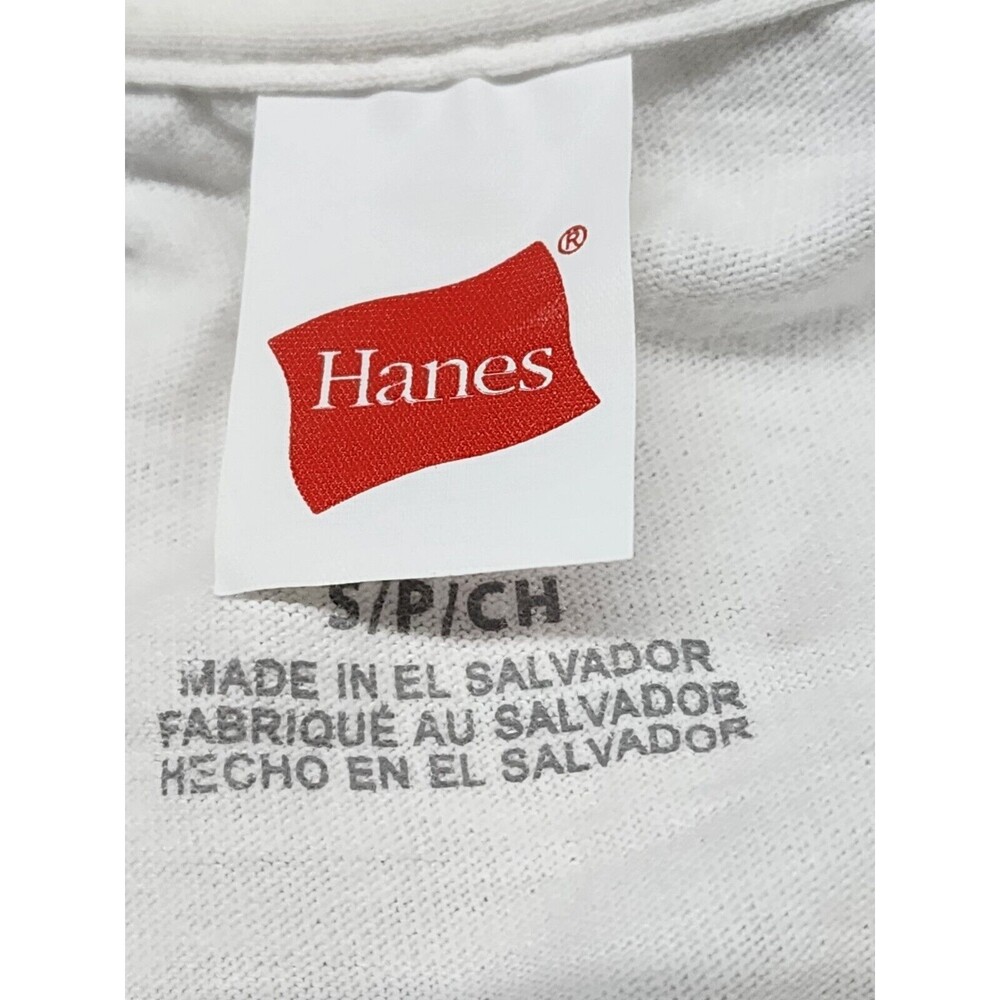 Hanes®
S/P/CH
MADE IN EL SALVADOR
FABRIQUÉ AU SALVADOR
HECHO EN EL SALVADOR